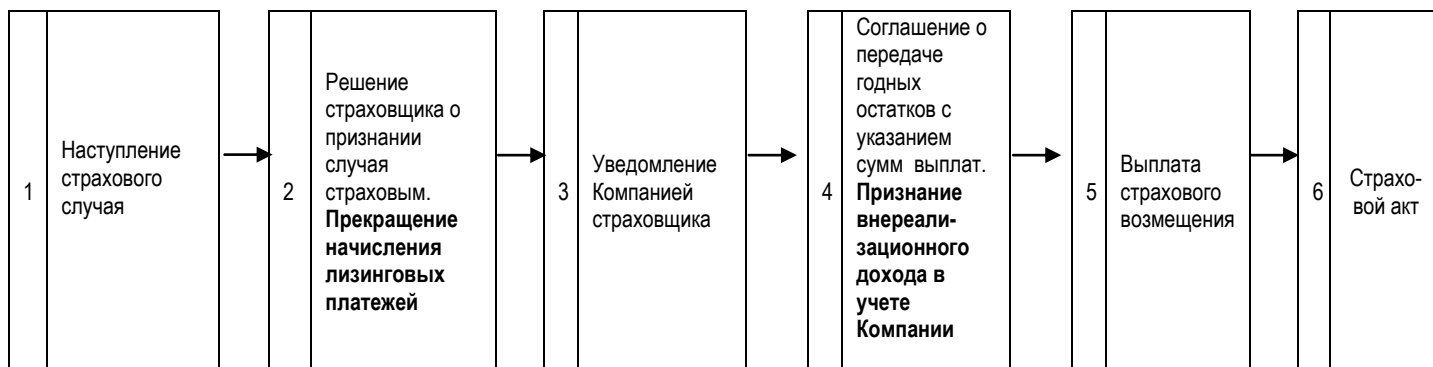 1
Наступление
страхового
случая
2
Решение
страховщика о
признании
случая
страховым.
Прекращение
начисления
лизинговых
платежей
3
Уведомление
Компанией
страховщика
4
Соглашение о
передаче
годных
остатков с
указанием
сумм выплат.
Признание
внереали-
зационного
дохода в
учете
Компании
5
Выплата
страхового
возмещения
6
Страхо-
вой акт